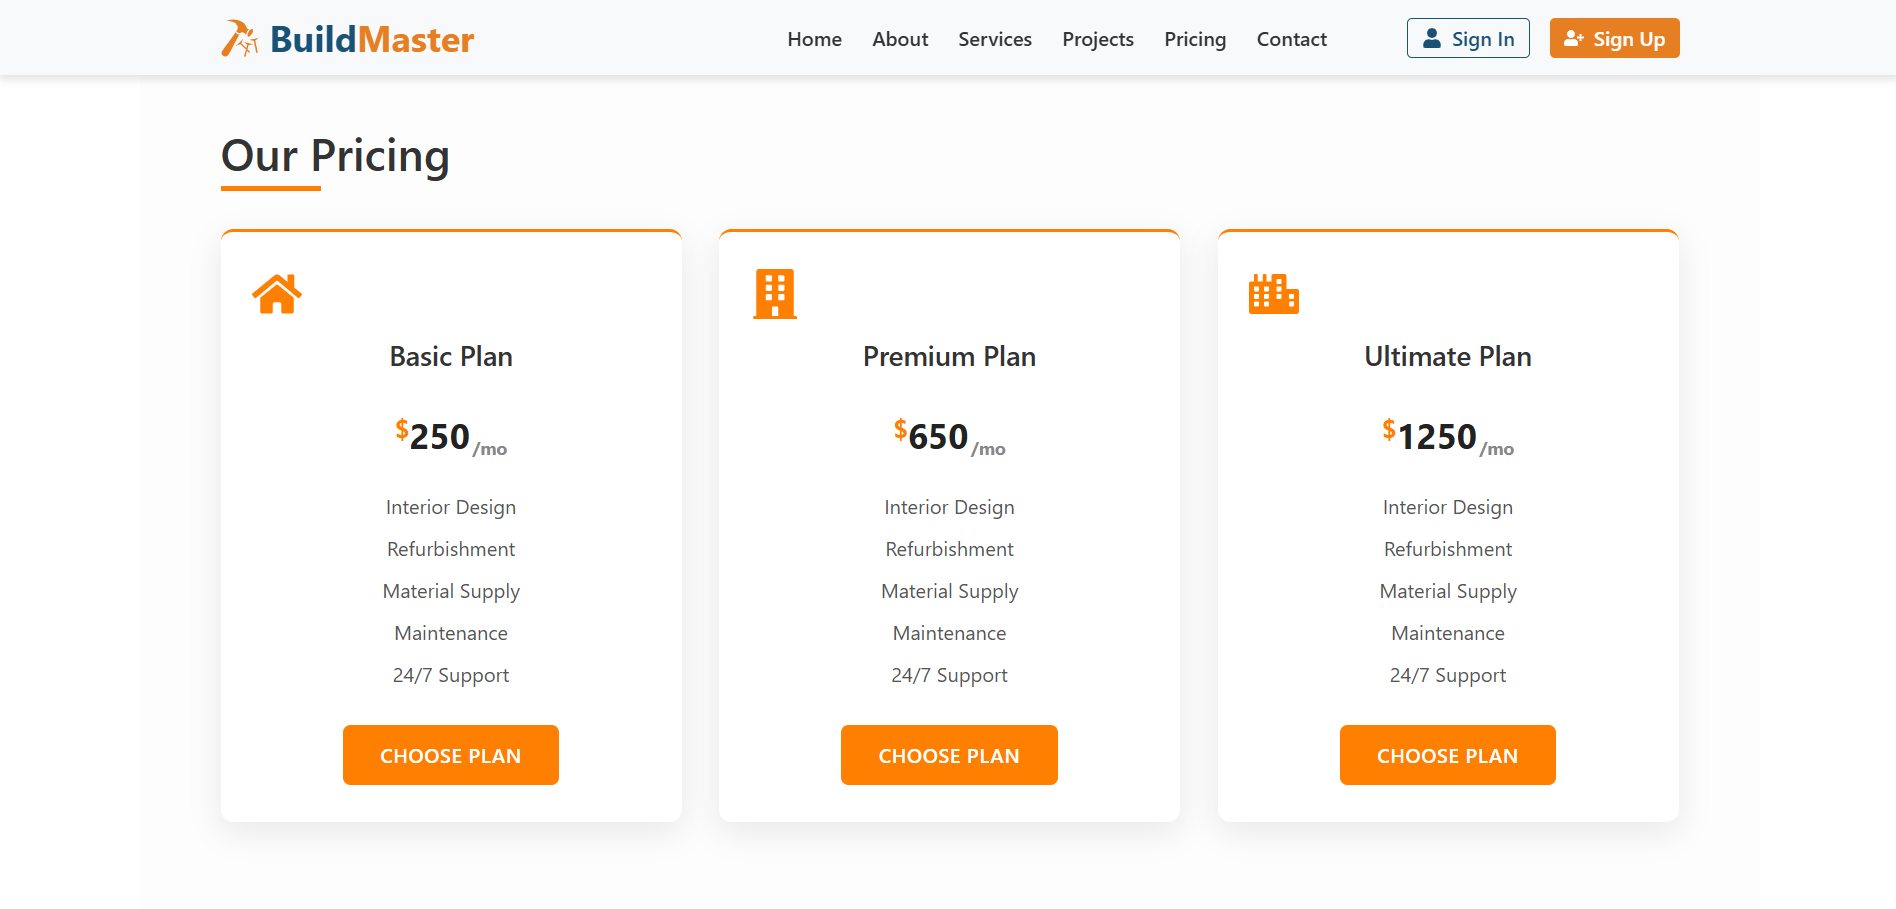 BuildMaster
Home
About
Services
Projects
Pricing
Contact
Sign In
Sign Up
Our Pricing
Basic Plan
$250/mo
Interior Design
Refurbishment
Material Supply
Maintenance
24/7 Support
CHOOSE PLAN
Premium Plan
$650/mo
Interior Design
Refurbishment
Material Supply
Maintenance
24/7 Support
CHOOSE PLAN
Ultimate Plan
$1250/mo
Interior Design
Refurbishment
Material Supply
Maintenance
24/7 Support
CHOOSE PLAN